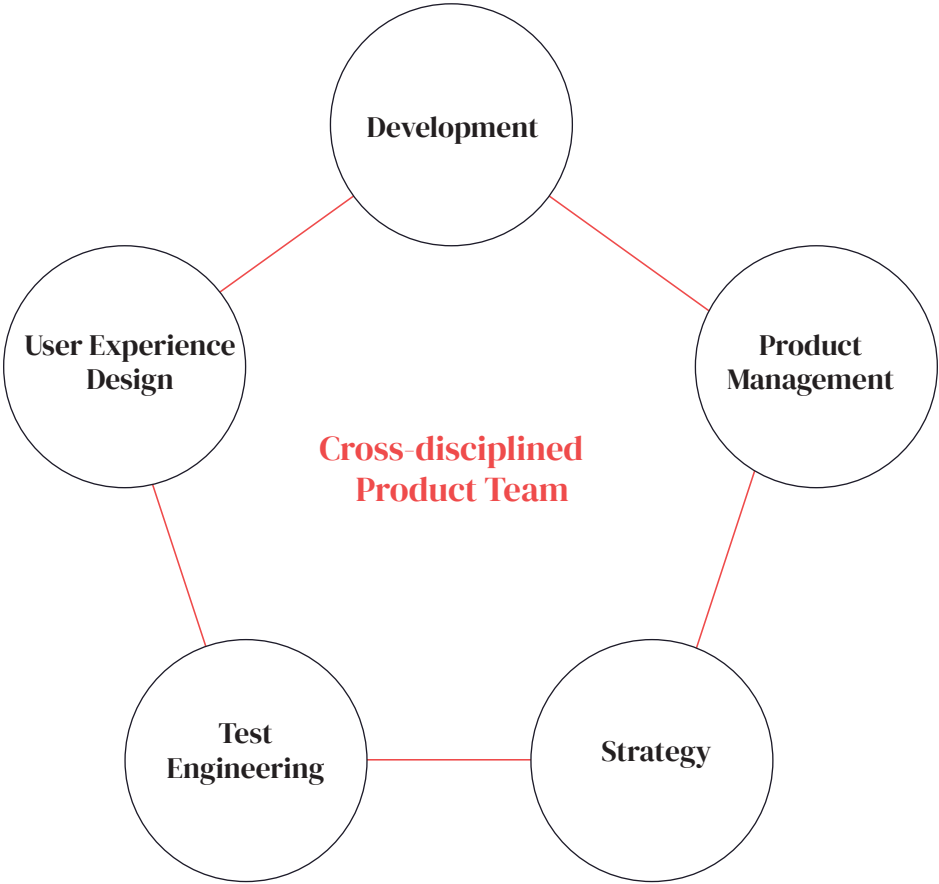 Development
User Experience
Design
Product
Management
Cross-disciplined
Product Team
Test
Engineering
Strategy